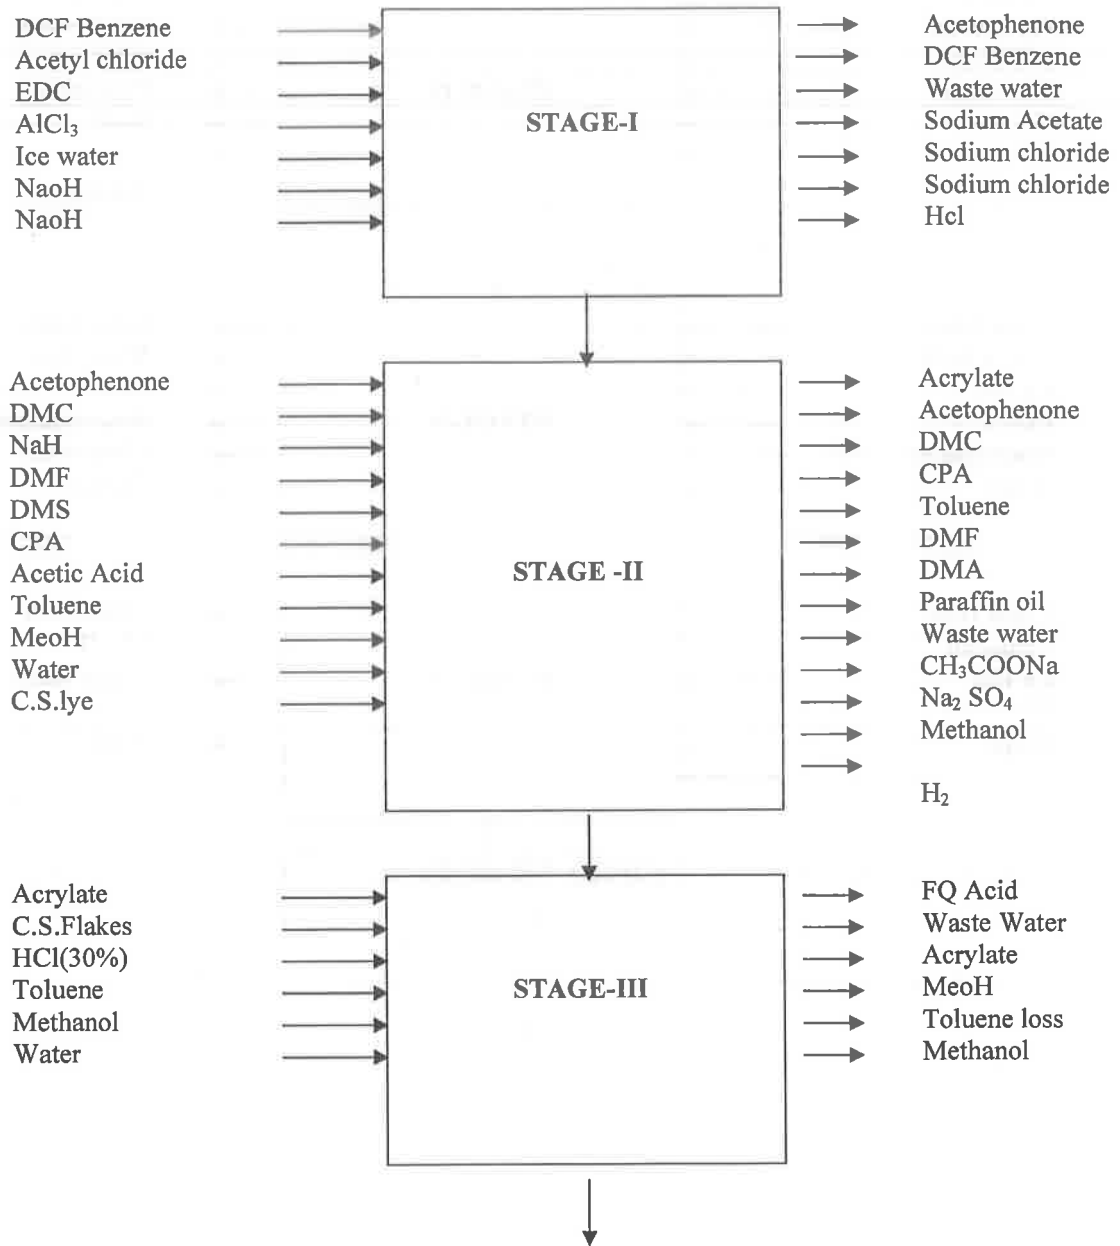 DCF Benzene
Acetyl chloride
EDC
AlCl₃
Ice water
NaoH
NaoH
STAGE-I
Acetophenone
DCF Benzene
Waste water
Sodium Acetate
Sodium chloride
Sodium chloride
Hcl
Acetophenone
DMC
NaH
DMF
DMS
CPA
Acetic Acid
Toluene
MeoH
Water
C.S.lye
STAGE -II
Acrylate
Acetophenone
DMC
CPA
Toluene
DMF
DMA
Paraffin oil
Waste water
CH₃COONa
Na₂ SO₄
Methanol
H₂
Acrylate
C.S.Flakes
HCl(30%)
Toluene
Methanol
Water
STAGE-III
FQ Acid
Waste Water
Acrylate
MeoH
Toluene loss
Methanol